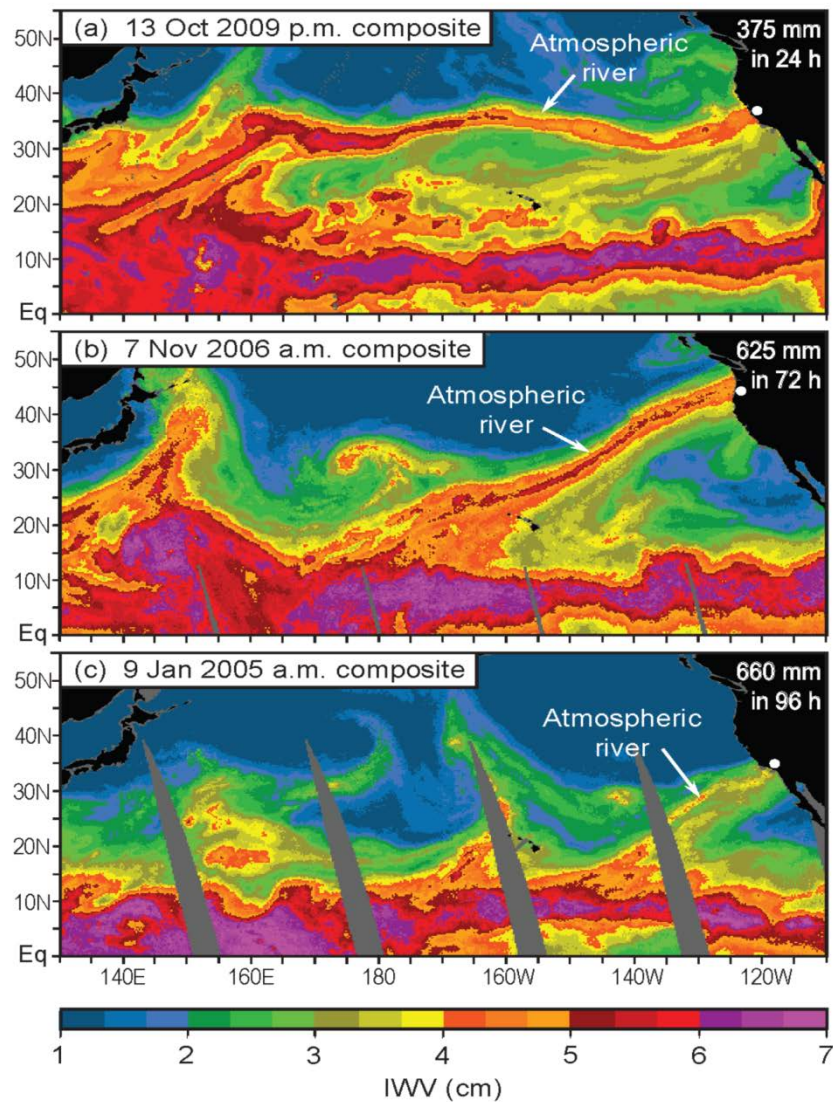 (a) 13 Oct 2009 p.m. composite
375 mm
in 24 h
Atmospheric
river
50N
40N
30N
20N
10N
Eq
(b) 7 Nov 2006 a.m. composite
625 mm
in 72 h
Atmospheric
river
50N
40N
30N
20N
10N
Eq
(c) 9 Jan 2005 a.m. composite
660 mm
in 96 h
Atmospheric
river
50N
40N
30N
20N
10N
Eq
140E 160E 180 160W 140W 120W
1 2 3 4 5 6 7
IWV (cm)